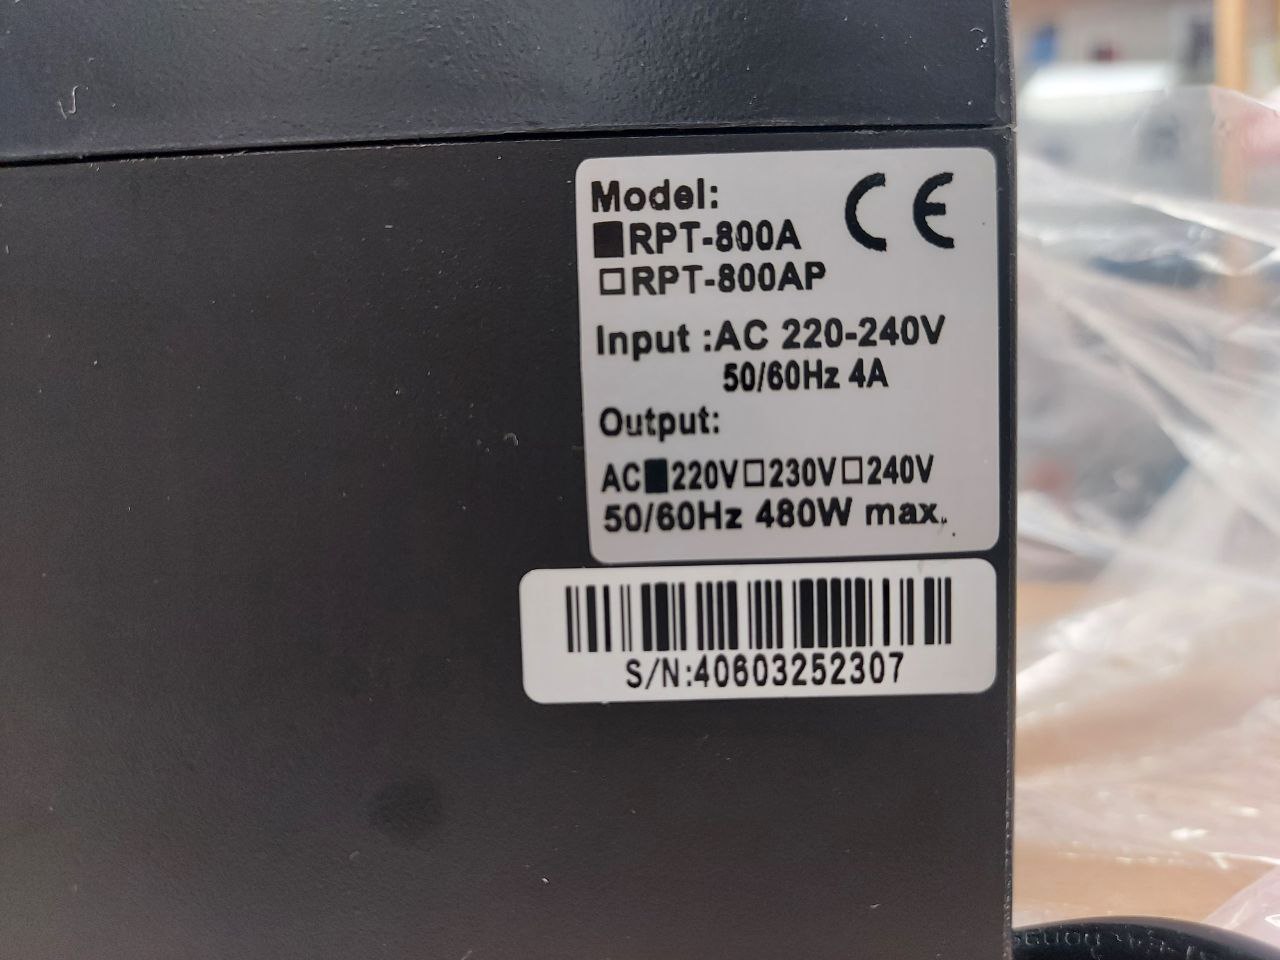 Model:
■RPT-800A
□RPT-800AP
CE
Input :AC 220-240V
50/60Hz 4A
Output:
AC■220V□230V□240V
50/60Hz 480W max.
S/N:40603252307